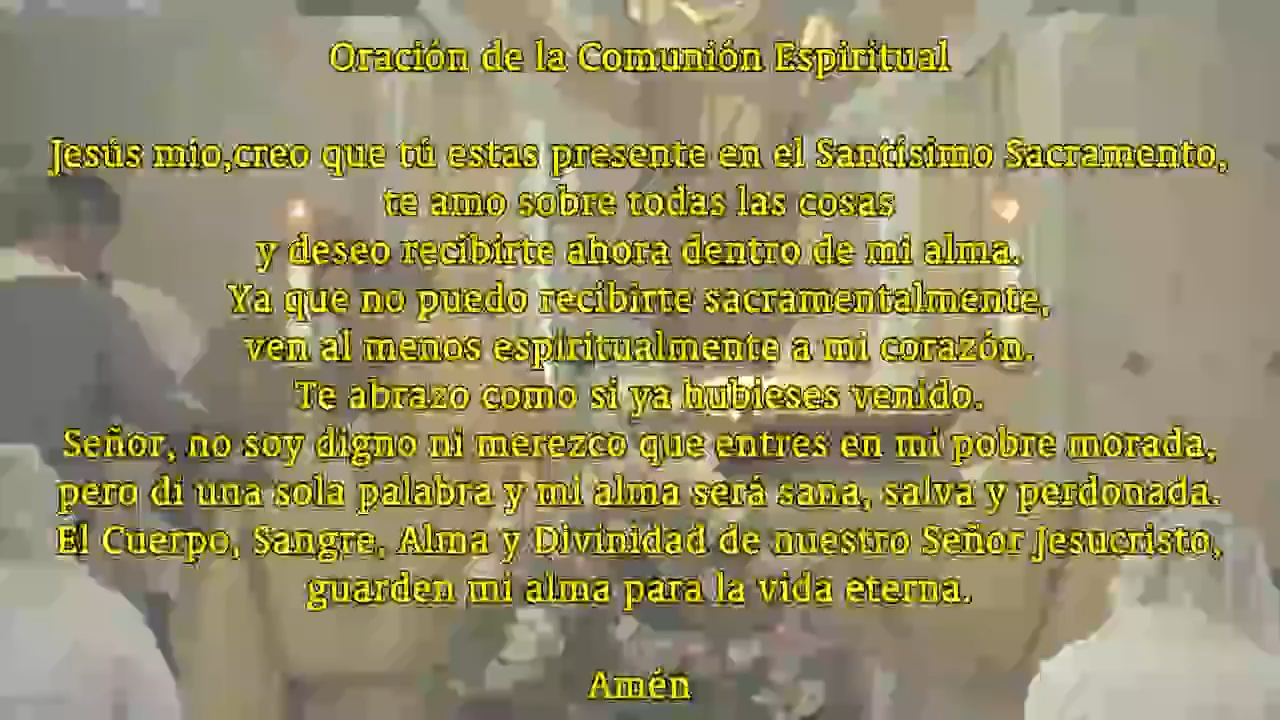 Oración de la Comunión Espiritual
Jesús mío,creo que tú estas presente en el Santísimo Sacramento,
te amo sobre todas las cosas
y deseo recibirte ahora dentro de mi alma.
Ya que no puedo recibirte sacramentalmente,
ven al menos espiritualmente a mi corazón.
Te abrazo como si ya hubieses venido.
Señor, no soy digno ni merezco que entres en mi pobre morada,
pero di una sola palabra y mi alma será sana, salva y perdonada.
El Cuerpo, Sangre, Alma y Divinidad de nuestro Señor Jesucristo,
guarden mi alma para la vida eterna.
Amén